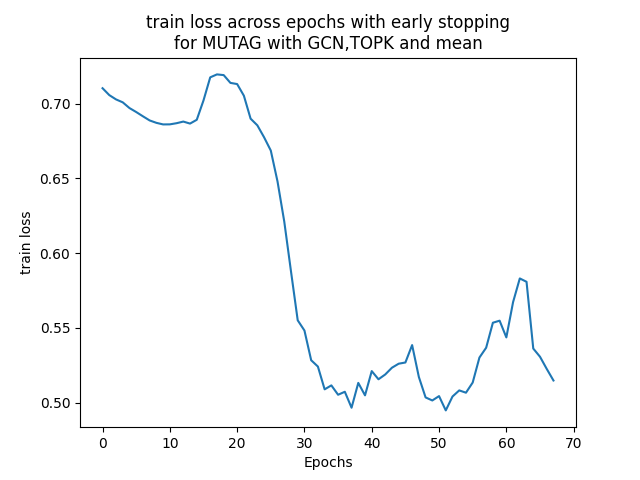 train loss across epochs with early stopping
for MUTAG with GCN,TOPK and mean
0.70
0.65
0.60
0.55
0.50
train loss
0 10 20 30 40 50 60 70
Epochs